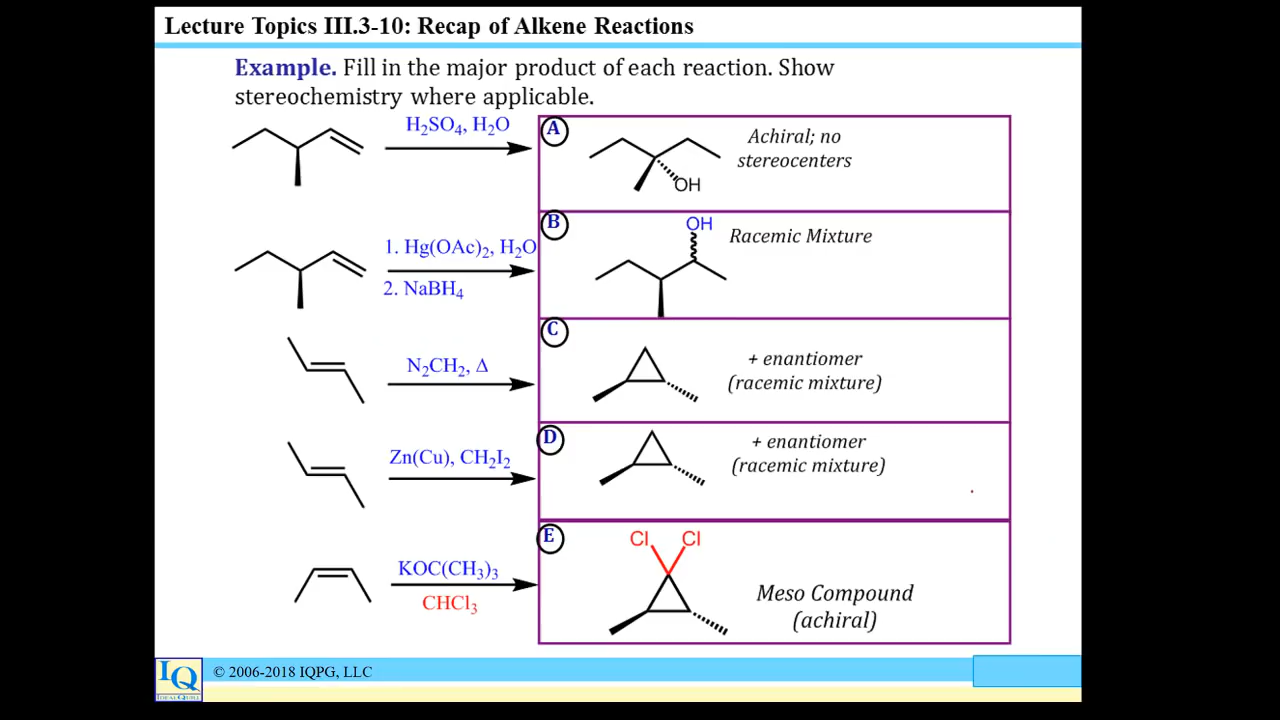 Lecture Topics III.3-10: Recap of Alkene Reactions
Example. Fill in the major product of each reaction. Show
stereochemistry where applicable.
H₂SO₄, H₂O
A
OH
Achiral; no
stereocenters
1. Hg(OAc)₂, H₂O
2. NaBH₄
B
OH
Racemic Mixture
N₂CH₂, Δ
C
+ enantiomer
(racemic mixture)
Zn(Cu), CH₂I₂
D
+ enantiomer
(racemic mixture)
KOC(CH₃)₃
CHCl₃
E
Cl Cl
Meso Compound
(achiral)
IQ
IDEAL QUILL
© 2006-2018 IQPG, LLC